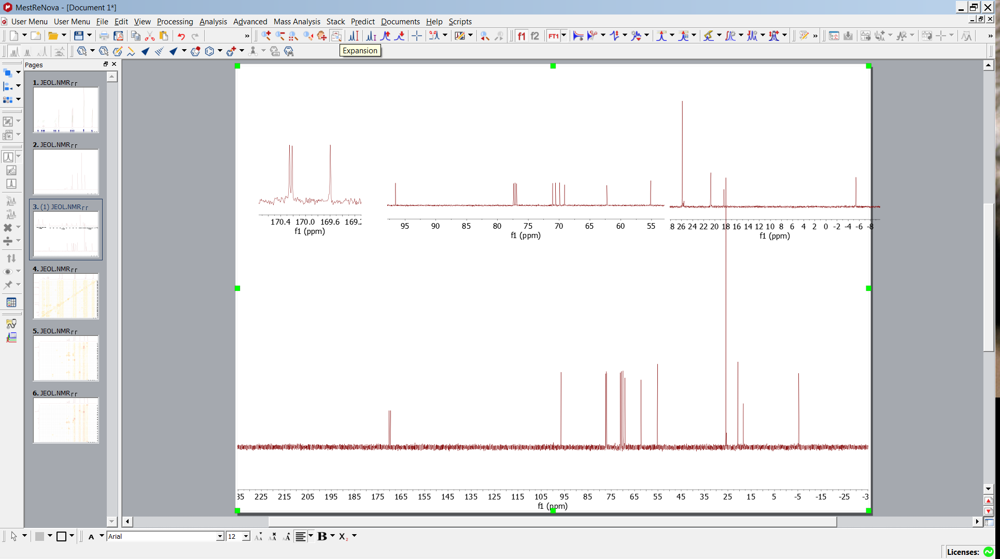 MestReNova - [Document 1*]
User Menu User Menu File Edit View Processing Analysis Advanced Mass Analysis Stack Predict Documents Help Scripts
» f1 f2 FT1 » »
Expansion
Pages
1. JEOL.NMR
2. JEOL.NMR
3. (1) JEOL.NMR
4. JEOL.NMR
5. JEOL.NMR
6. JEOL.NMR
170.4 170.0 169.6 169.2
f1 (ppm)
95 90 85 80 75 70 65 60 55
f1 (ppm)
8 26 24 22 20 18 16 14 12 10 8 6 4 2 0 -2 -4 -6 -8
f1 (ppm)
35 225 215 205 195 185 175 165 155 145 135 125 115 105 95 85 75 65 55 45 35 25 15 5 -5 -15 -25 -3
f1 (ppm)
A Arial 12 B X₂
Licenses: